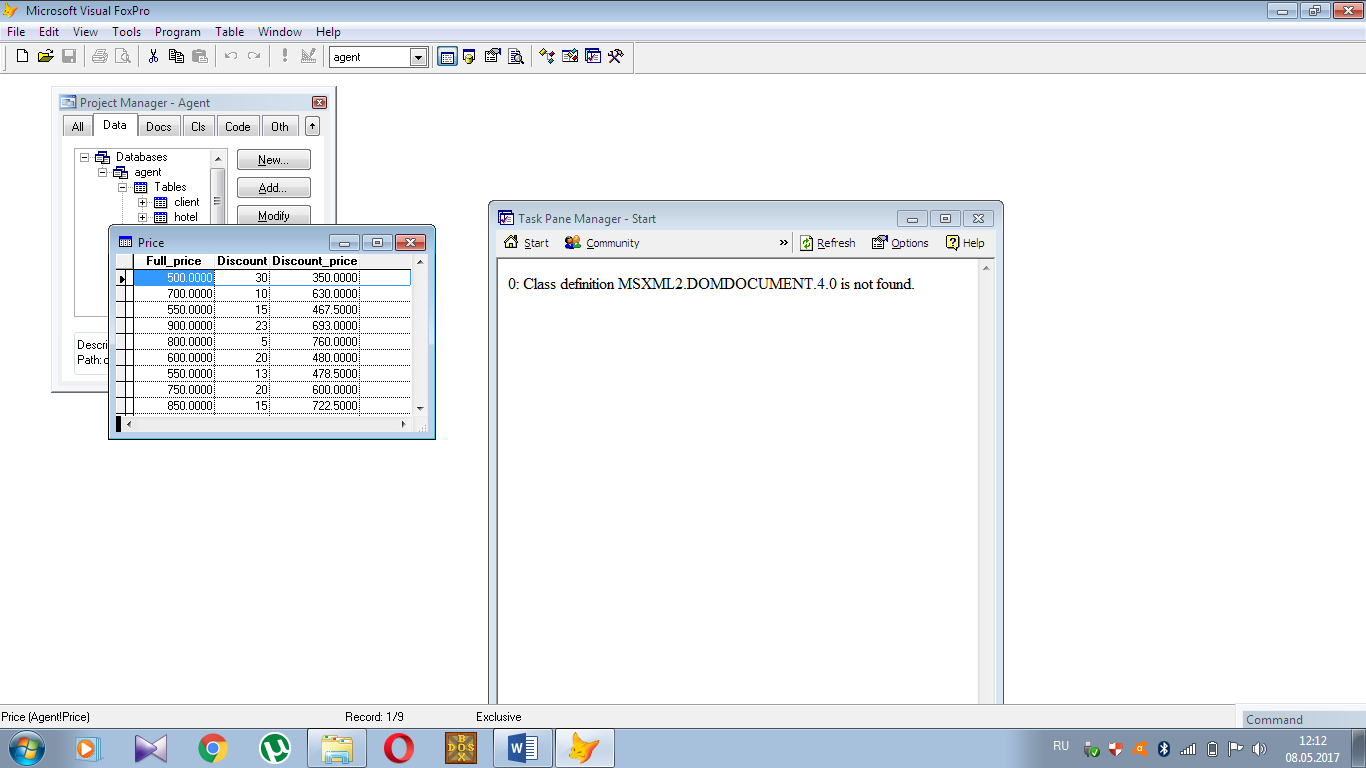 Microsoft Visual FoxPro
File Edit View Tools Program Table Window Help
agent
Project Manager - Agent
All Data Docs Cls Code Oth
Databases
agent
Tables
client
hotel
New...
Add...
Modify
Descri
Path: c
Price
Full_price Discount Discount_price
500.0000 30 350.0000
700.0000 10 630.0000
550.0000 15 467.5000
900.0000 23 693.0000
800.0000 5 760.0000
600.0000 20 480.0000
550.0000 13 478.5000
750.0000 20 600.0000
850.0000 15 722.5000
Task Pane Manager - Start
Start Community » Refresh Options Help
0: Class definition MSXML2.DOMDOCUMENT.4.0 is not found.
Price (Agent!Price) Record: 1/9 Exclusive
Command
BOX
DOS
W
RU
12:12
08.05.2017